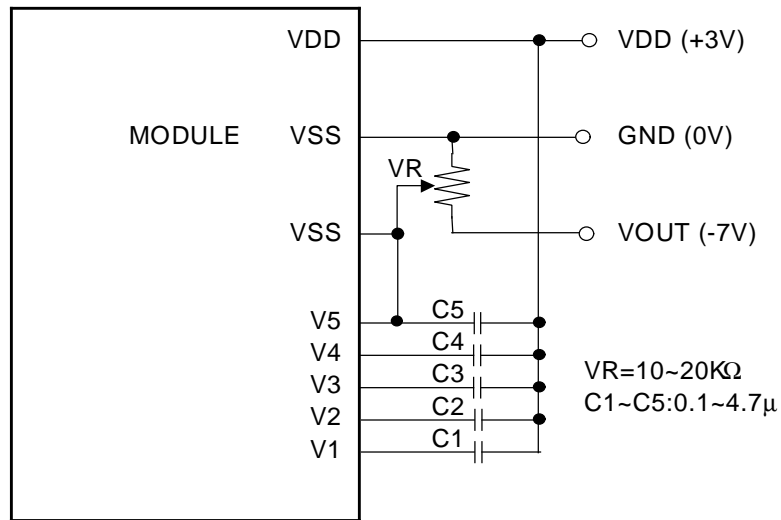 VDD VDD (+3V)
MODULE VSS GND (0V)
VR
VSS VOUT (-7V)
V5 C5
V4 C4
V3 C3
V2 C2
V1 C1
VR=10~20KΩ
C1~C5:0.1~4.7µ